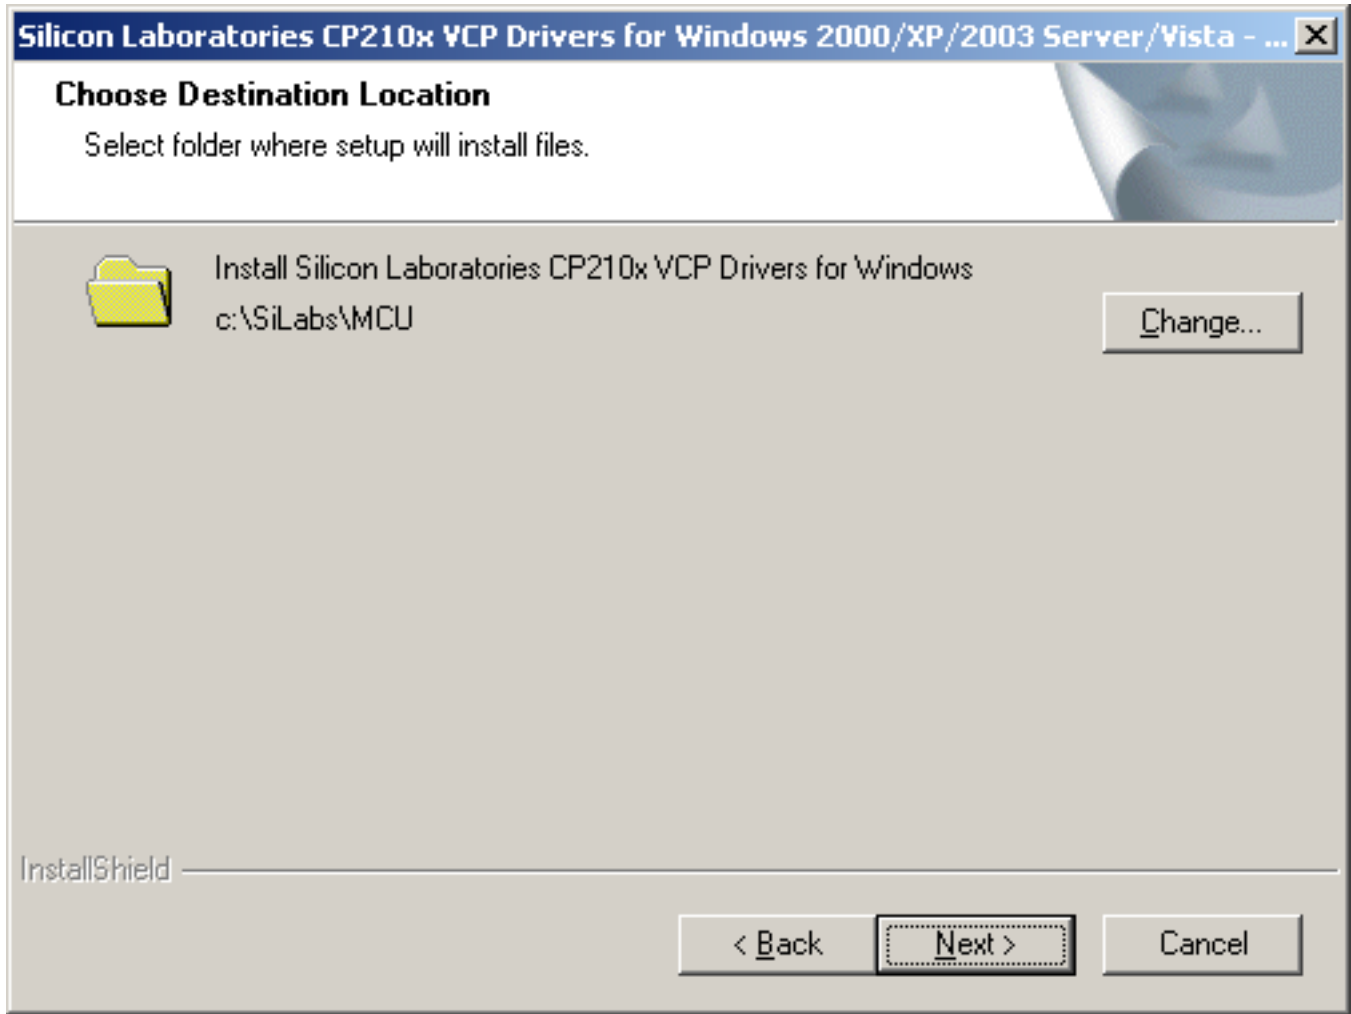 Silicon Laboratories CP210x VCP Drivers for Windows 2000/XP/2003 Server/Vista - ...
Choose Destination Location
Select folder where setup will install files.
Install Silicon Laboratories CP210x VCP Drivers for Windows
c:\SiLabs\MCU
Change...
InstallShield
< Back
Next >
Cancel